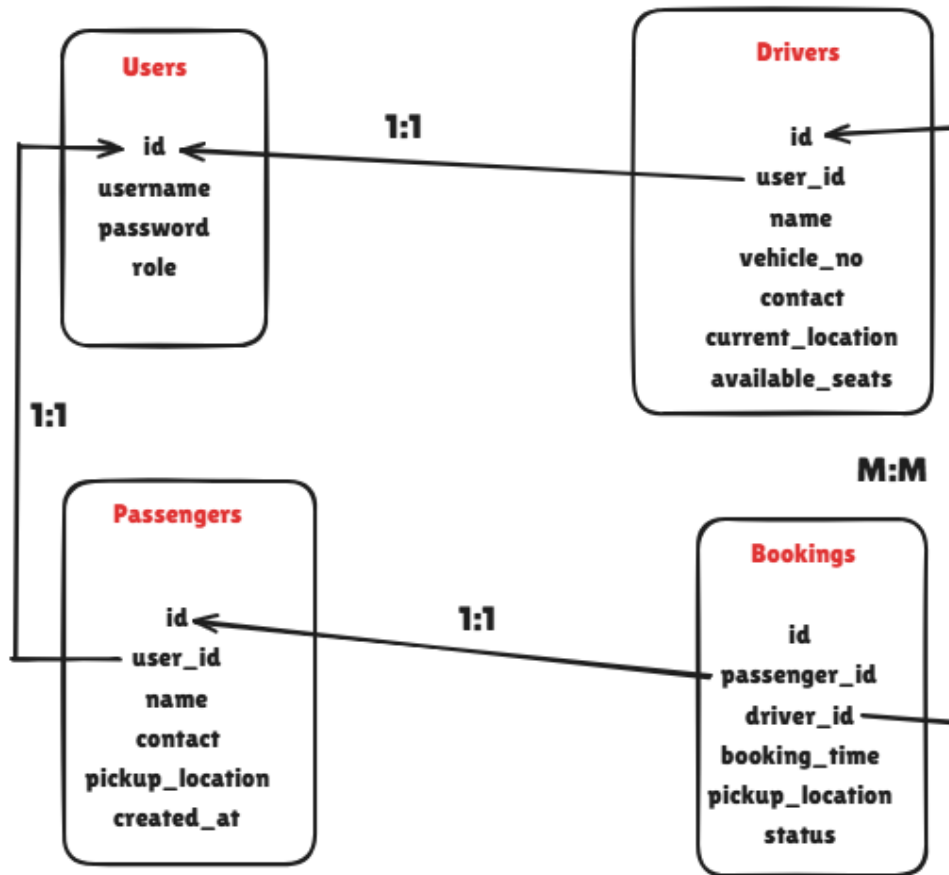 Users
id
username
password
role
1:1
Drivers
id
user_id
name
vehicle_no
contact
current_location
available_seats
1:1
M:M
Passengers
id
user_id
name
contact
pickup_location
created_at
1:1
Bookings
id
passenger_id
driver_id
booking_time
pickup_location
status